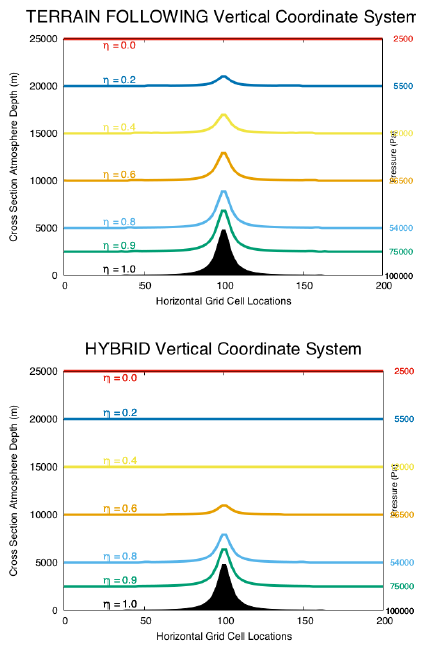 TERRAIN FOLLOWING Vertical Coordinate System
25000
2500
η = 0.0
20000
η = 0.2
5500
15000
η = 0.4
10000
η = 0.6
5000
η = 0.8
54000
η = 0.9
75000
0
η = 1.0
100000
Cross Section Atmosphere Depth (m)
Pressure (Pa)
0
50
100
150
200
Horizontal Grid Cell Locations
HYBRID Vertical Coordinate System
25000
2500
η = 0.0
20000
η = 0.2
5500
15000
η = 0.4
10000
η = 0.6
5000
η = 0.8
54000
η = 0.9
75000
0
η = 1.0
100000
Cross Section Atmosphere Depth (m)
Pressure (Pa)
0
50
100
150
200
Horizontal Grid Cell Locations